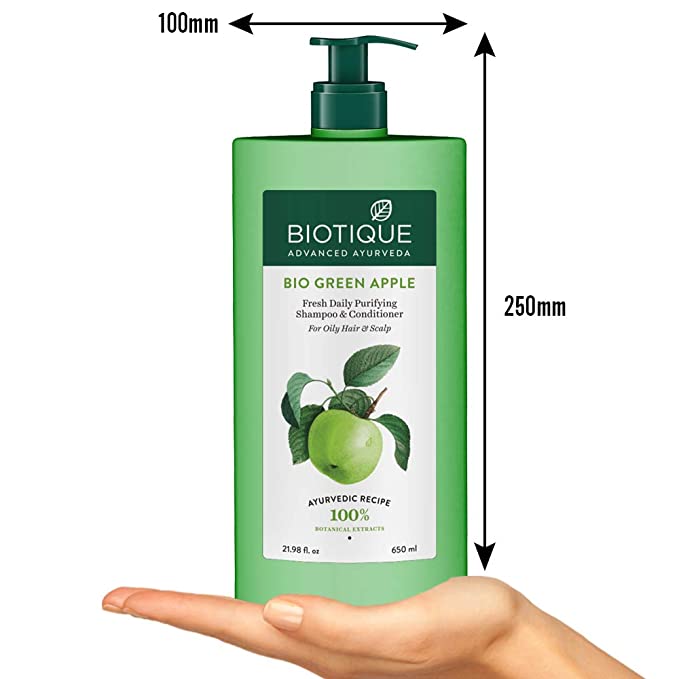 100mm
250mm
BIOTIQUE
ADVANCED AYURVEDA
BIO GREEN APPLE
Fresh Daily Purifying
Shampoo & Conditioner
For Oily Hair & Scalp
AYURVEDIC RECIPE
100%
BOTANICAL EXTRACTS
21.98 fl. oz 650 ml